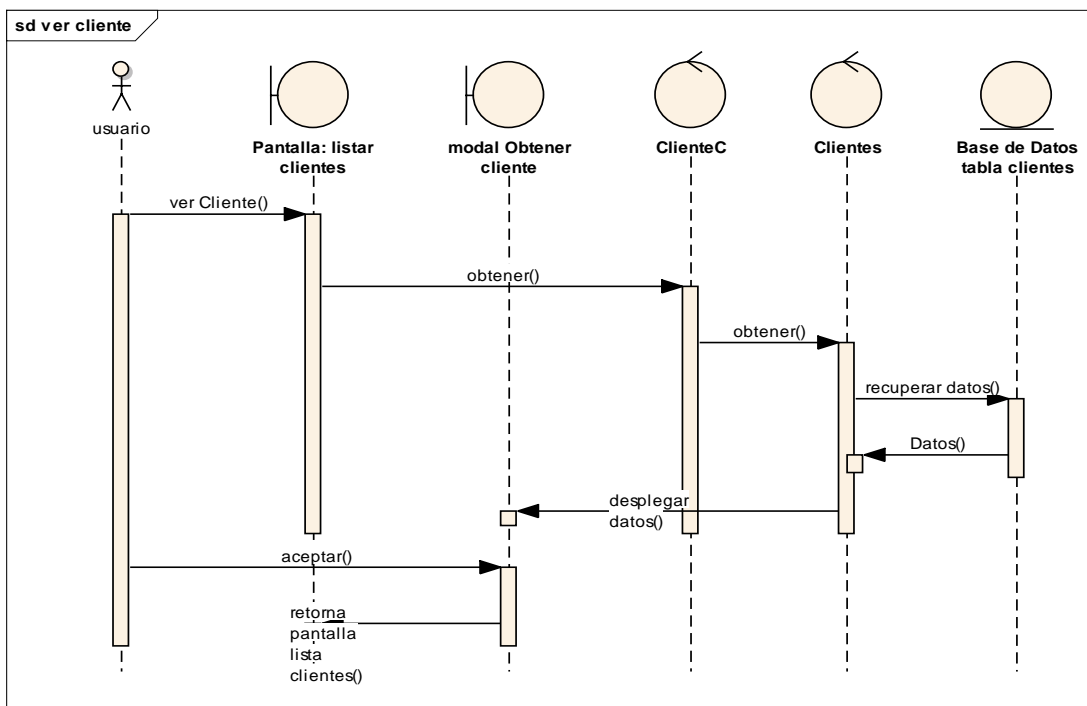 sd ver cliente
usuario
Pantalla: listar
clientes
modal Obtener
cliente
ClienteC
Clientes
Base de Datos
tabla clientes
ver Cliente()
obtener()
obtener()
recuperar datos()
Datos()
desplegar
datos()
aceptar()
retorna
pantalla
lista
clientes()